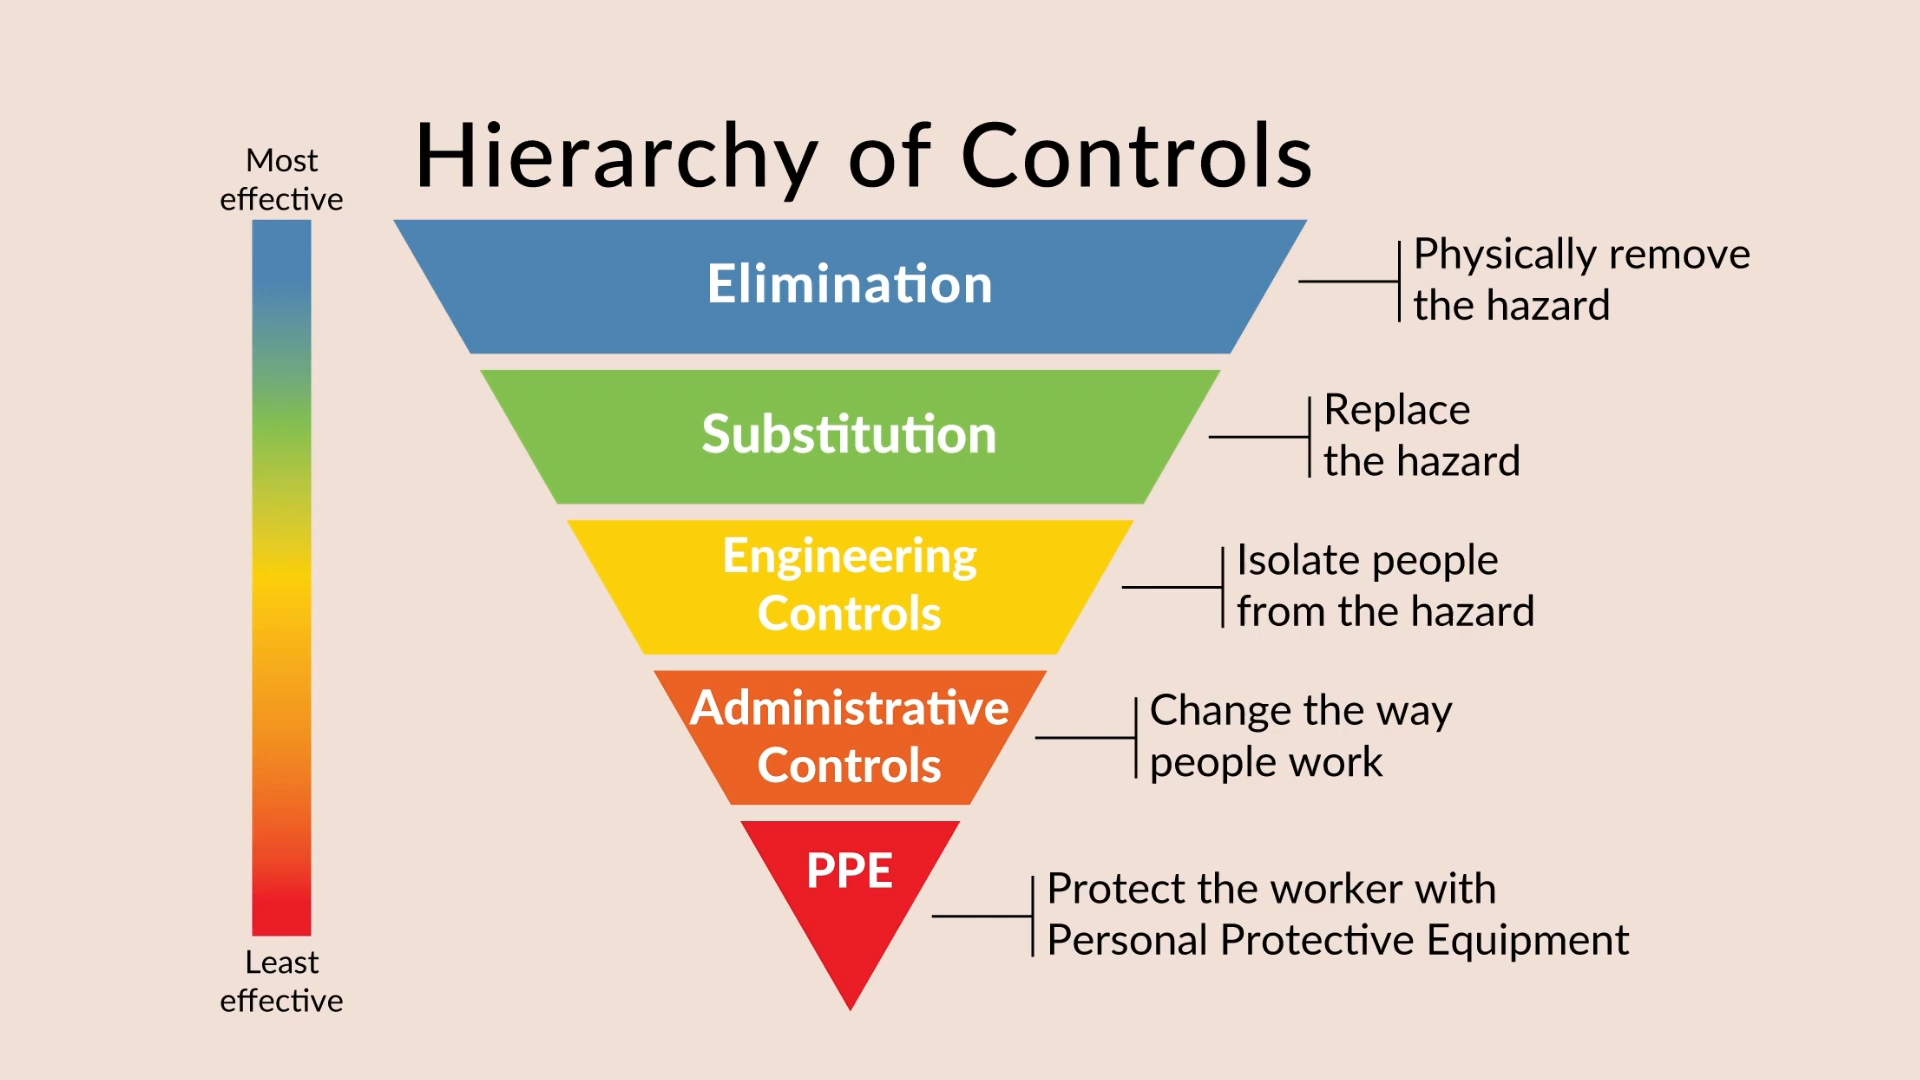 Hierarchy of Controls
Most
effective
Elimination
Physically remove
the hazard
Substitution
Replace
the hazard
Engineering
Controls
Isolate people
from the hazard
Administrative
Controls
Change the way
people work
PPE
Protect the worker with
Personal Protective Equipment
Least
effective